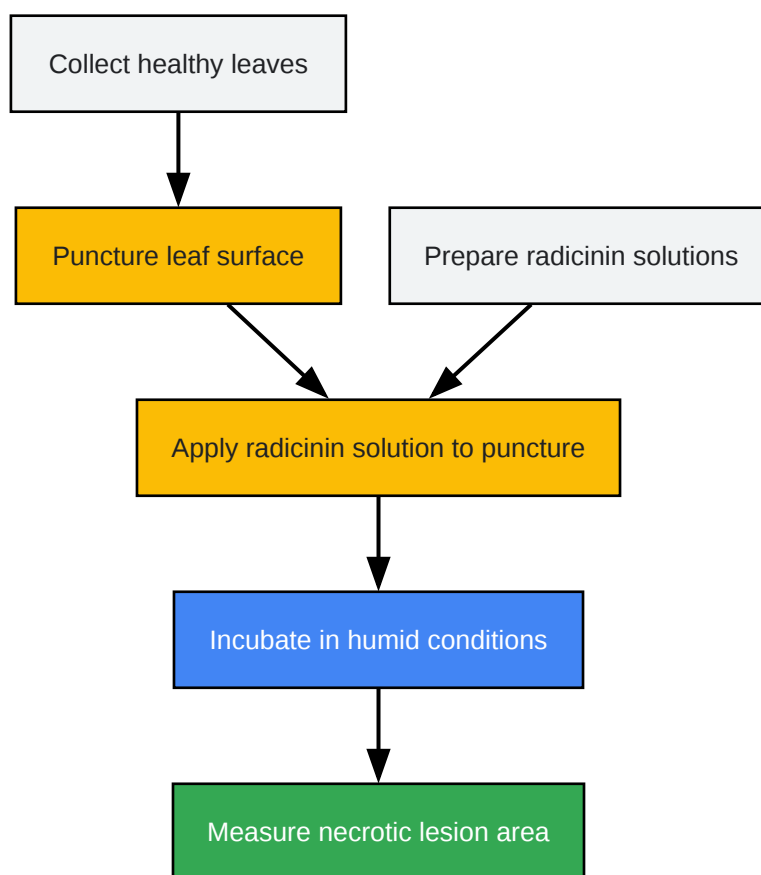 Collect healthy leaves
Puncture leaf surface
Prepare radicinin solutions
Apply radicinin solution to puncture
Incubate in humid conditions
Measure necrotic lesion area